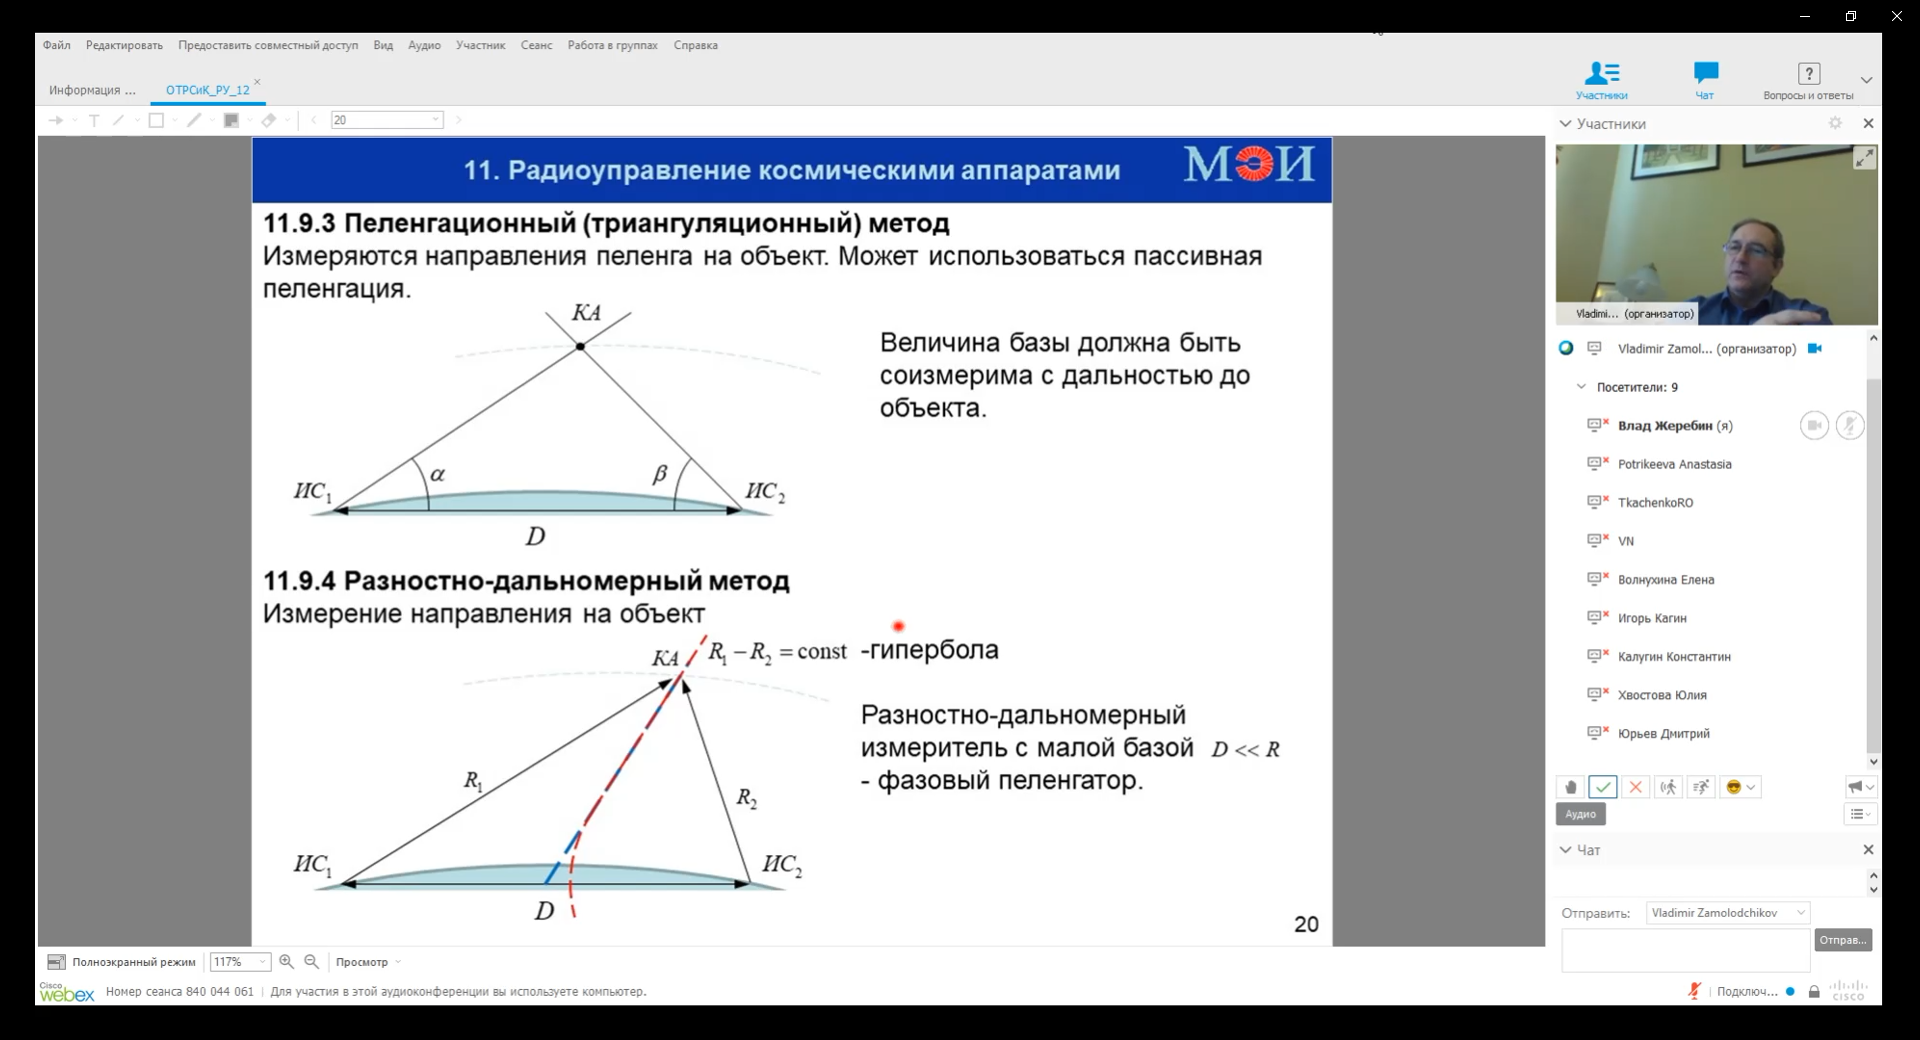 Файл Редактировать Предоставить совместный доступ Вид Аудио Участник Сеанс Работа в группах Справка
Информация ... ОТРСиК_РУ_12
Участники Чат Вопросы и ответы
20
11. Радиоуправление космическими аппаратами МЭИ
11.9.3 Пеленгационный (триангуляционный) метод
Измеряются направления пеленга на объект. Может использоваться пассивная
пеленгация.
КА
Величина базы должна быть
соизмерима с дальностью до
объекта.
α β
ИС1 ИС2
D
11.9.4 Разностно-дальномерный метод
Измерение направления на объект
КА R1 − R2 = const -гипербола
Разностно-дальномерный
измеритель с малой базой D << R
- фазовый пеленгатор.
R1 R2
ИС1 ИС2
D
20
Участники
Vladimi... (организатор)
Vladimir Zamol... (организатор)
Посетители: 9
Влад Жеребин (я)
Potrikeeva Anastasia
TkachenkoRO
VN
Волнухина Елена
Игорь Кагин
Калугин Константин
Хвостова Юлия
Юрьев Дмитрий
Аудио
Чат
Отправить: Vladimir Zamolodchikov
Отправ...
Полноэкранный режим 117% Просмотр
Cisco webex Номер сеанса 840 044 061 | Для участия в этой аудиоконференции вы используете компьютер.
Подключ... CISCO